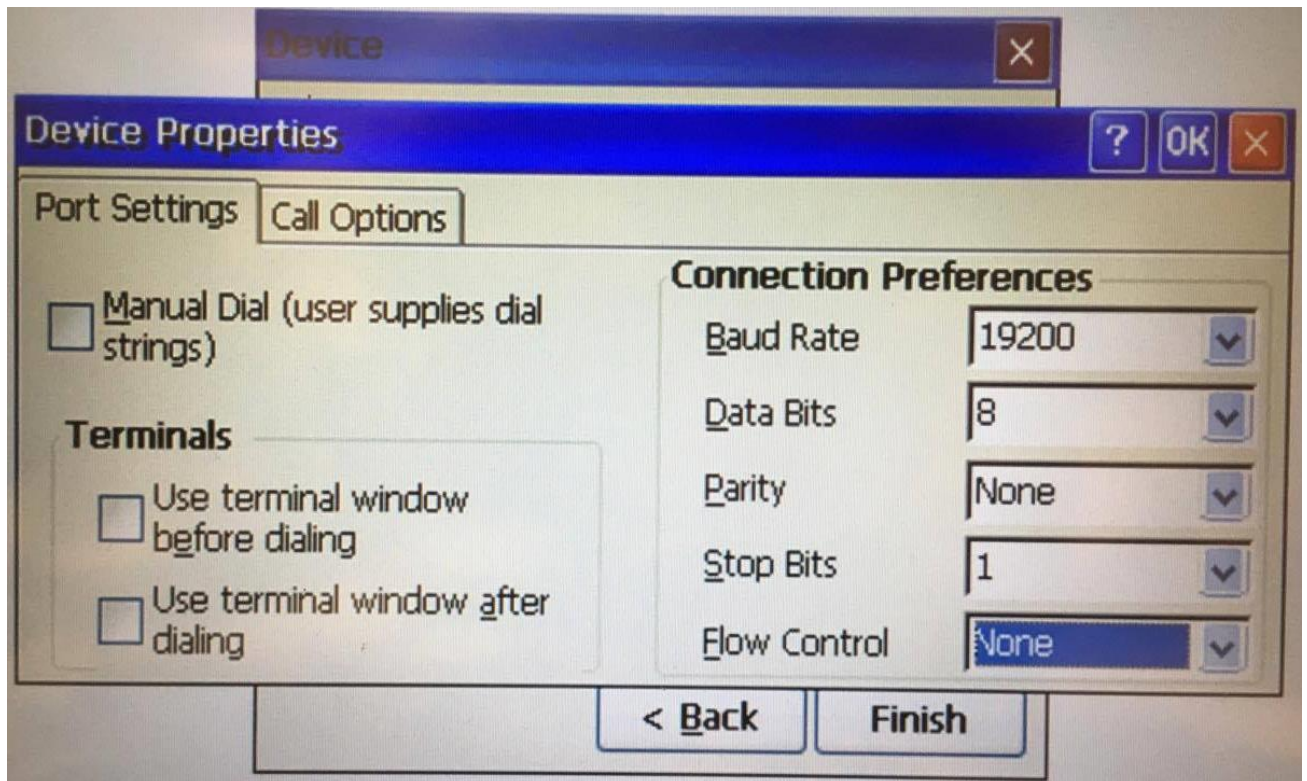 Device
Device Properties
? OK
Port Settings
Call Options
Manual Dial (user supplies dial
strings)
Terminals
Use terminal window
before dialing
Use terminal window after
dialing
Connection Preferences
Baud Rate 19200
Data Bits 8
Parity None
Stop Bits 1
Flow Control None
< Back
Finish